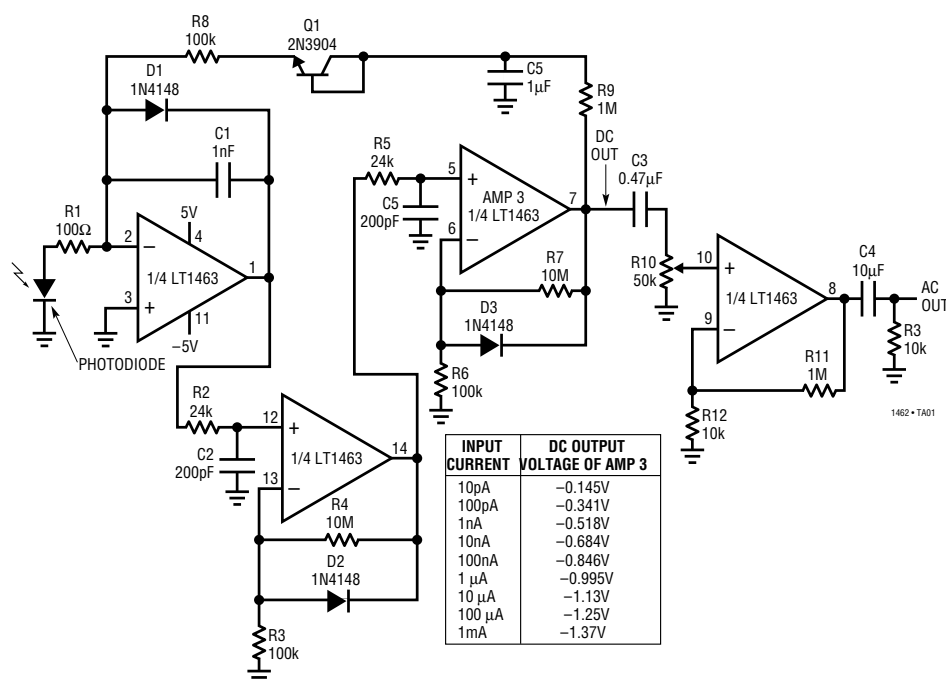 R8
100k
Q1
2N3904
D1
1N4148
C1
1nF
C5
1µF
R9
1M
R5
24k
C5
200pF
5
+
6
–
AMP 3
1/4 LT1463
7
DC
OUT
C3
0.47µF
R1
100Ω
5V
4
2
–
1/4 LT1463
1
3
+
11
–5V
PHOTODIODE
R7
10M
D3
1N4148
R6
100k
R10
50k
10
+
1/4 LT1463
8
9
–
C4
10µF
AC
OUT
R3
10k
R11
1M
R12
10k
1462 • TA01
R2
24k
C2
200pF
12
+
1/4 LT1463
14
13
–
R4
10M
D2
1N4148
R3
100k
INPUT CURRENT DC OUTPUT VOLTAGE OF AMP 3
10pA –0.145V
100pA –0.341V
1nA –0.518V
10nA –0.684V
100nA –0.846V
1 µA –0.995V
10 µA –1.13V
100 µA –1.25V
1mA –1.37V